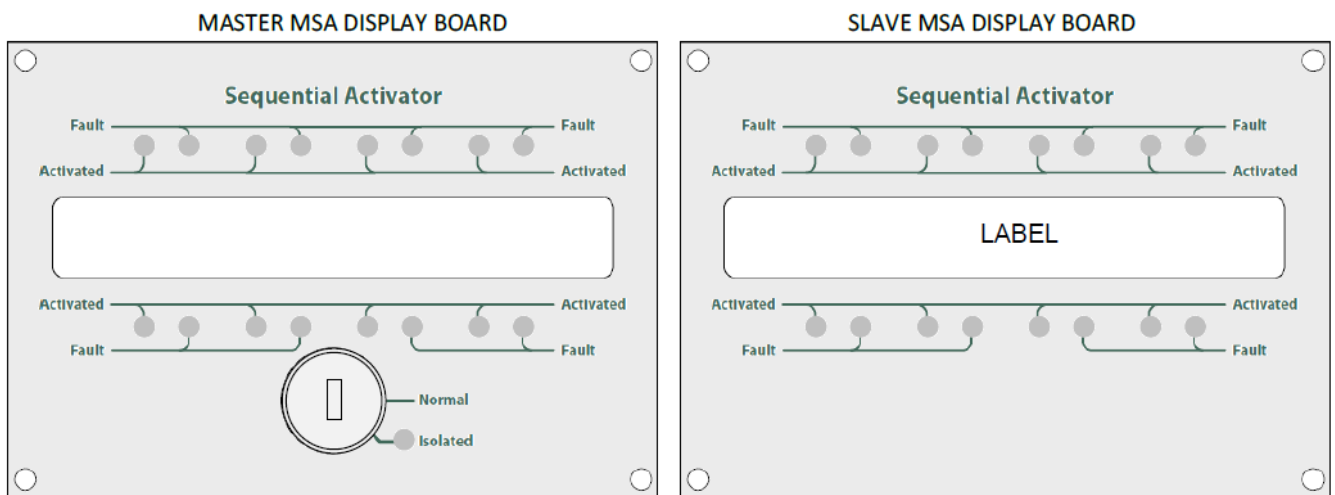 MASTER MSA DISPLAY BOARD
Sequential Activator
Fault Fault
Activated Activated
Activated Activated
Fault Fault
Normal
Isolated
SLAVE MSA DISPLAY BOARD
Sequential Activator
Fault Fault
Activated Activated
LABEL
Activated Activated
Fault Fault